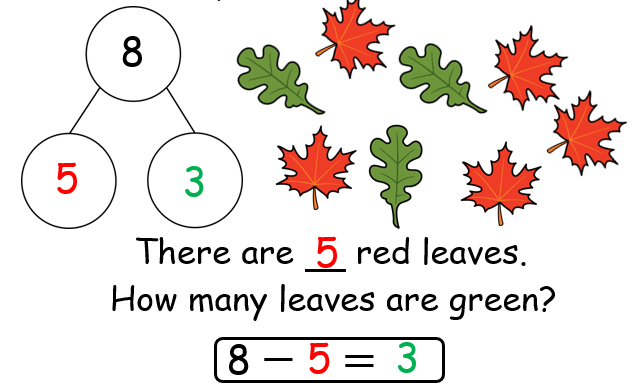 8
5 3
There are 5 red leaves.
How many leaves are green?
8 – 5 = 3